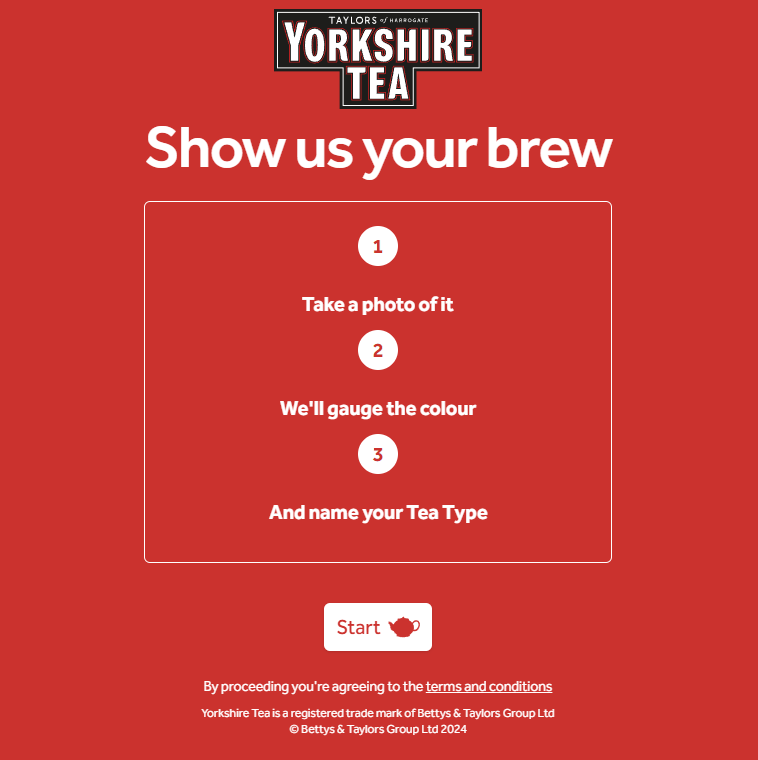 TAYLORS of HARROGATE
YORKSHIRE
TEA
Show us your brew
1
Take a photo of it
2
We'll gauge the colour
3
And name your Tea Type
Start
By proceeding you're agreeing to the terms and conditions
Yorkshire Tea is a registered trade mark of Bettys & Taylors Group Ltd
© Bettys & Taylors Group Ltd 2024